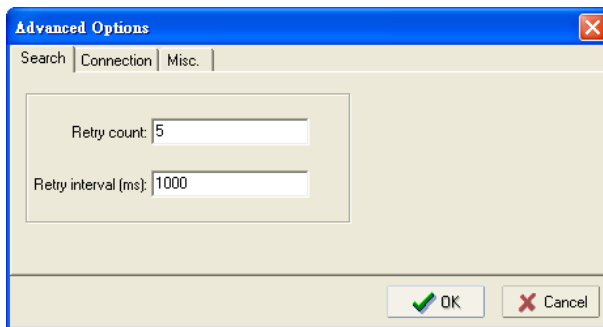 Advanced Options
Search Connection Misc.
Retry count: 5
Retry interval (ms): 1000
OK Cancel